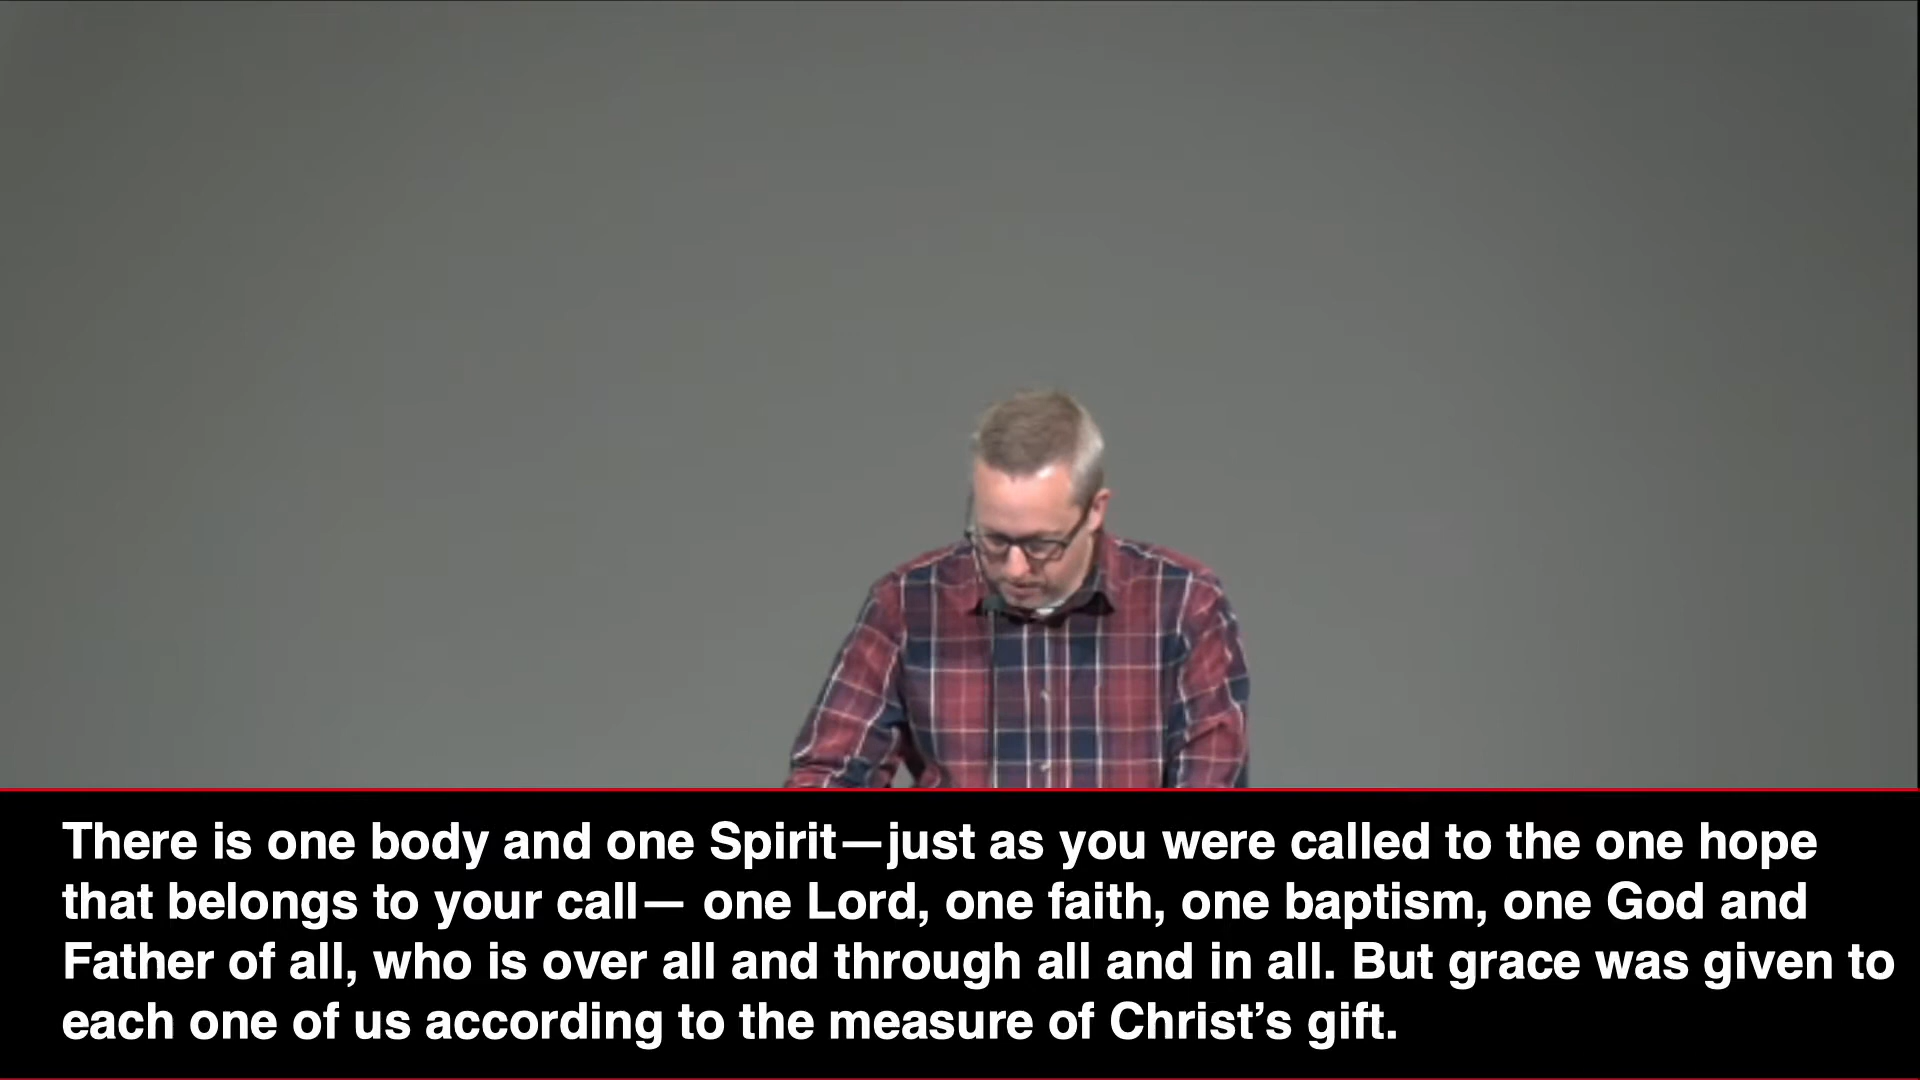 There is one body and one Spirit—just as you were called to the one hope
that belongs to your call— one Lord, one faith, one baptism, one God and
Father of all, who is over all and through all and in all. But grace was given to
each one of us according to the measure of Christ’s gift.